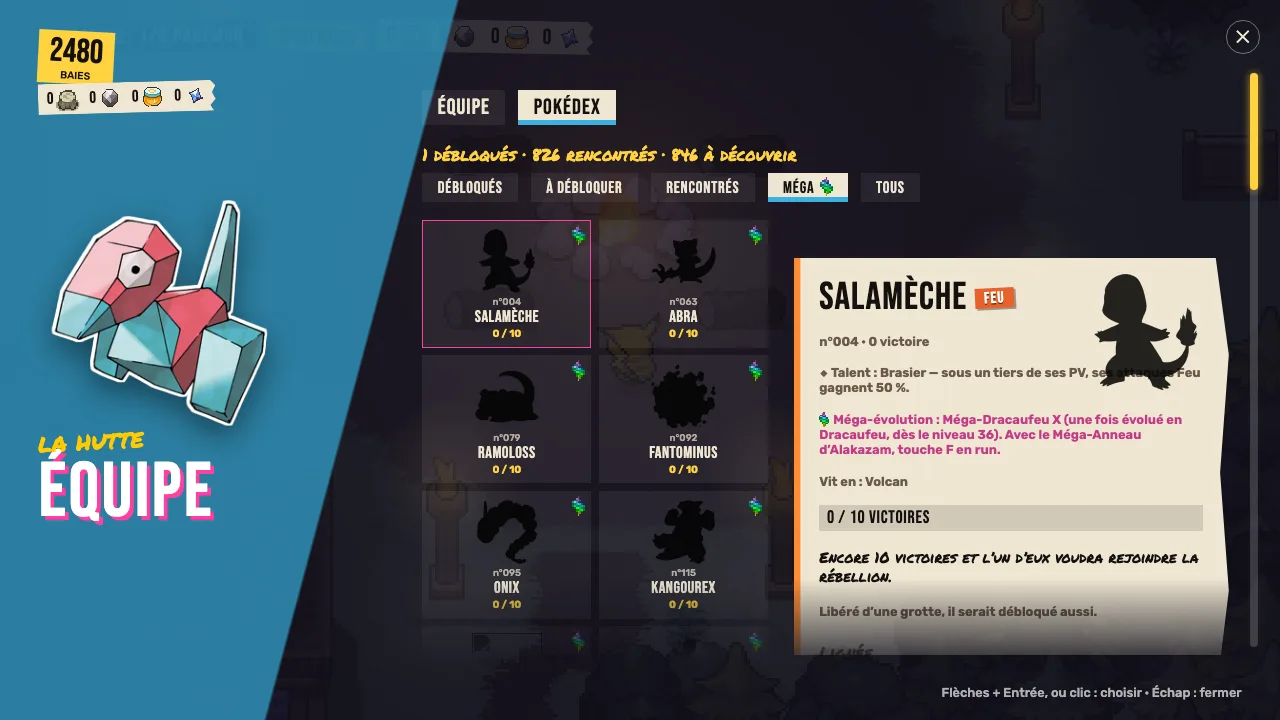 2480
BAIES
0 0 0 0
0 0
LA HUTTE
ÉQUIPE
ÉQUIPE POKÉDEX
1 DÉBLOQUÉS · 826 RENCONTRÉS · 846 À DÉCOUVRIR
DÉBLOQUÉS À DÉBLOQUER RENCONTRÉS MÉGA TOUS
n°004
SALAMÈCHE
0 / 10
n°063
ABRA
0 / 10
n°079
RAMOLOSS
0 / 10
n°092
FANTOMINUS
0 / 10
n°095
ONIX
0 / 10
n°115
KANGOUREX
0 / 10
SALAMÈCHE FEU
n°004 · 0 victoire
Talent : Brasier — sous un tiers de ses PV, ses attaques Feu
gagnent 50 %.
Méga-évolution : Méga-Dracaufeu X (une fois évolué en
Dracaufeu, dès le niveau 36). Avec le Méga-Anneau
d'Alakazam, touche F en run.
Vit en : Volcan
0 / 10 VICTOIRES
ENCORE 10 VICTOIRES ET L'UN D'EUX VOUDRA REJOINDRE LA
RÉBELLION.
Libéré d'une grotte, il serait débloqué aussi.
LIGNÉE
Flèches + Entrée, ou clic : choisir · Échap : fermer